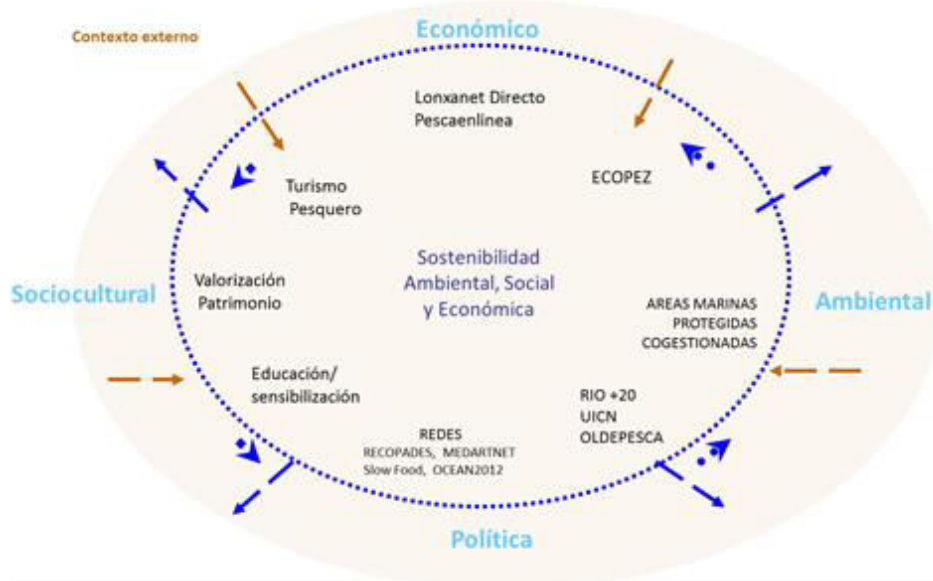 Económico
Contexto externo
Lonxanet Directo
Pescaenlinea
ECOPEZ
Turismo
Pesquero
Sostenibilidad
Ambiental, Social
y Económica
Valorización
Patrimonio
Sociocultural
AREAS MARINAS
PROTEGIDAS
COGESTIONADAS
Ambiental
Educación/
sensibilización
RIO +20
UICN
OLDEPESCA
REDES
RECOPADES, MEDARTNET
Slow Food, OCEAN2012
Política